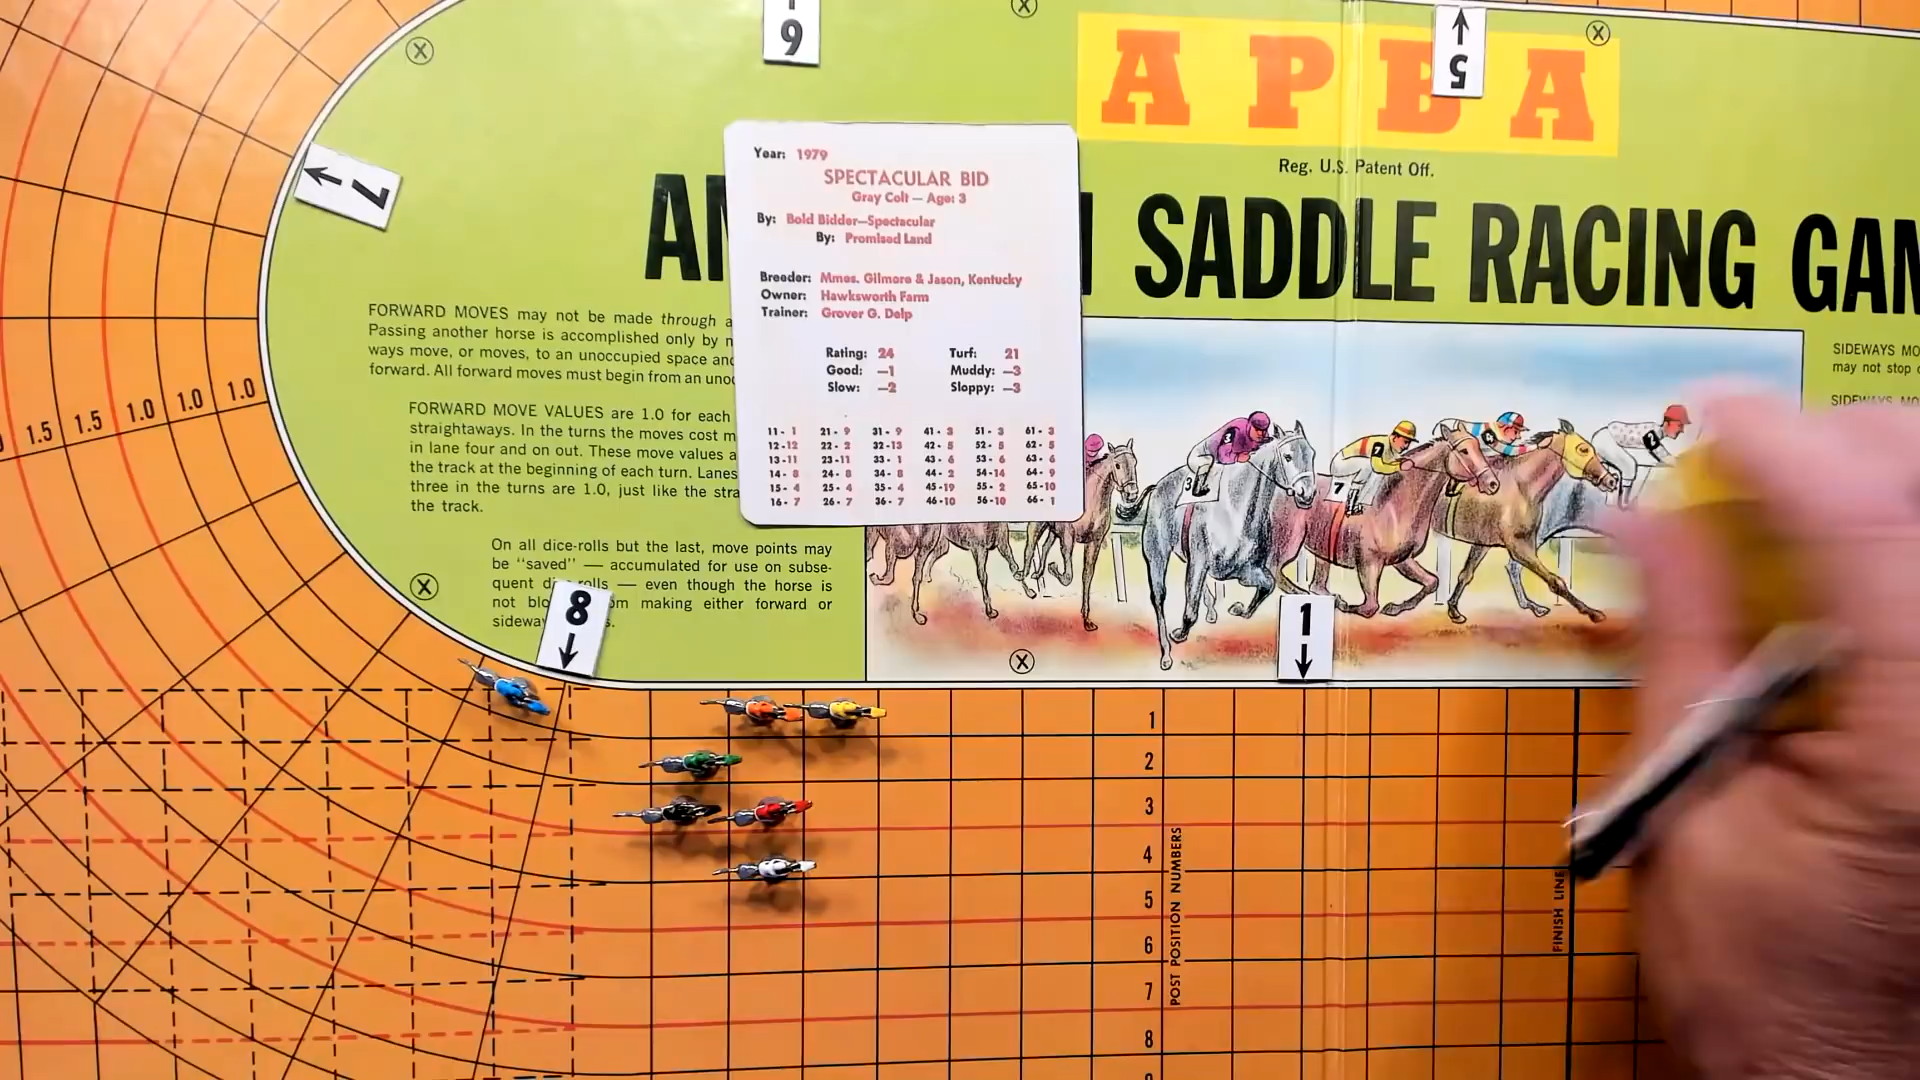 6
5
7
APBA
Reg. U.S. Patent Off.
SADDLE RACING
Year: 1979
SPECTACULAR BID
Gray Colt — Age: 3
By: Bold Bidder—Spectacular
By: Promised Land
Breeder: Mmes. Gilmore & Jason, Kentucky
Owner: Hawksworth Farm
Trainer: Grover G. Delp
Rating: 24 Turf: 21
Good: —1 Muddy: —3
Slow: —2 Sloppy: —3
11- 1 21- 9 31- 9 41- 3 51- 3 61- 3
12-12 22- 2 32-13 42- 5 52- 5 62- 5
13-11 23-11 33- 1 43- 6 53- 6 63- 6
14- 8 24- 8 34- 8 44- 2 54-14 64- 9
15- 4 25- 4 35- 4 45-19 55- 2 65-10
16- 7 26- 7 36- 7 46-10 56-10 66- 1
FORWARD MOVES may not be made through
Passing another horse is accomplished only by
ways move, or moves, to an unoccupied space
forward. All forward moves must begin from an
FORWARD MOVE VALUES are 1.0 for each
straightaways. In the turns the moves cost
in lane four and on out. These move values
the track at the beginning of each turn. Lanes
three in the turns are 1.0, just like the
the track.
On all dice-rolls but the last, move points may
be "saved" — accumulated for use on subse-
quent rolls — even though the horse is
not making either forward or
SIDEWAYS
may not stop
SIDEWAYS
1.5 1.5 1.0 1.0 1.0
3
7
4
2
8
1
X
X
X
X
X
1
2
3
4
5
6
7
8
POST POSITION NUMBERS
FINISH LINE